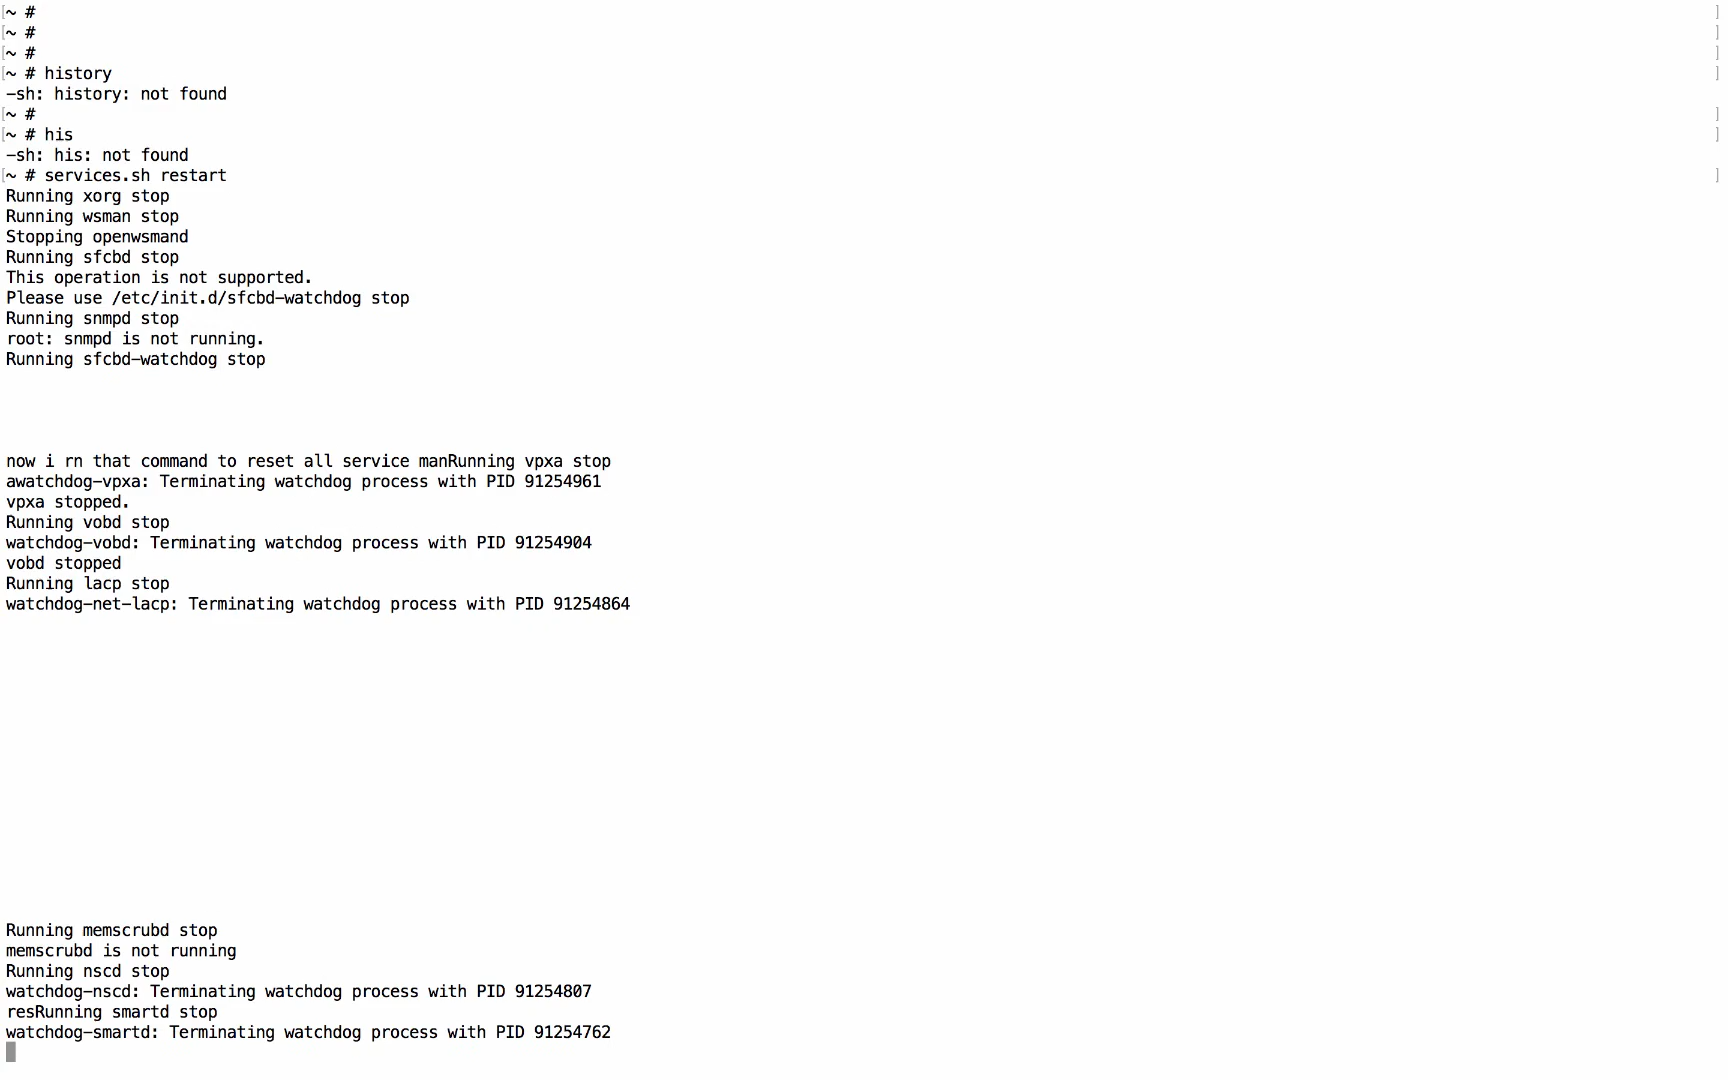 [~ # ]
[~ # ]
[~ # ]
[~ # history ]
-sh: history: not found
[~ # ]
[~ # his ]
-sh: his: not found
[~ # services.sh restart ]
Running xorg stop
Running wsman stop
Stopping openwsmand
Running sfcbd stop
This operation is not supported.
Please use /etc/init.d/sfcbd-watchdog stop
Running snmpd stop
root: snmpd is not running.
Running sfcbd-watchdog stop
now i rn that command to reset all service manRunning vpxa stop
awatchdog-vpxa: Terminating watchdog process with PID 91254961
vpxa stopped.
Running vobd stop
watchdog-vobd: Terminating watchdog process with PID 91254904
vobd stopped
Running lacp stop
watchdog-net-lacp: Terminating watchdog process with PID 91254864
Running memscrubd stop
memscrubd is not running
Running nscd stop
watchdog-nscd: Terminating watchdog process with PID 91254807
resRunning smartd stop
watchdog-smartd: Terminating watchdog process with PID 91254762